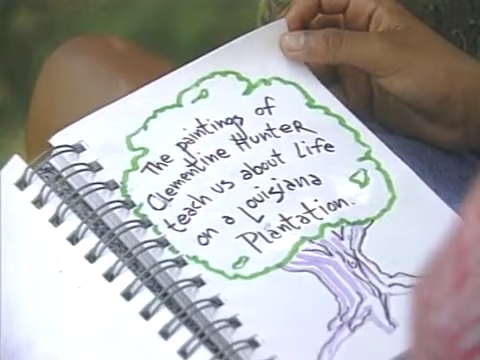 The paintings of
Clementine Hunter
teach us about Life
on a Louisiana
Plantation.